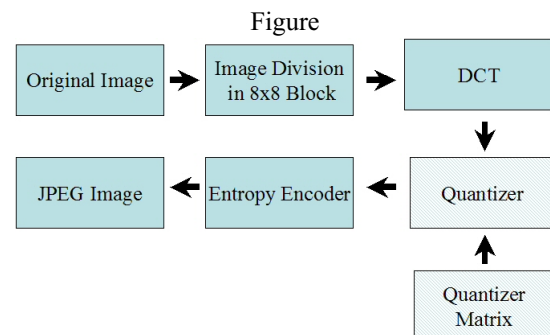 Figure
Original Image
Image Division
in 8x8 Block
DCT
JPEG Image
Entropy Encoder
Quantizer
Quantizer
Matrix